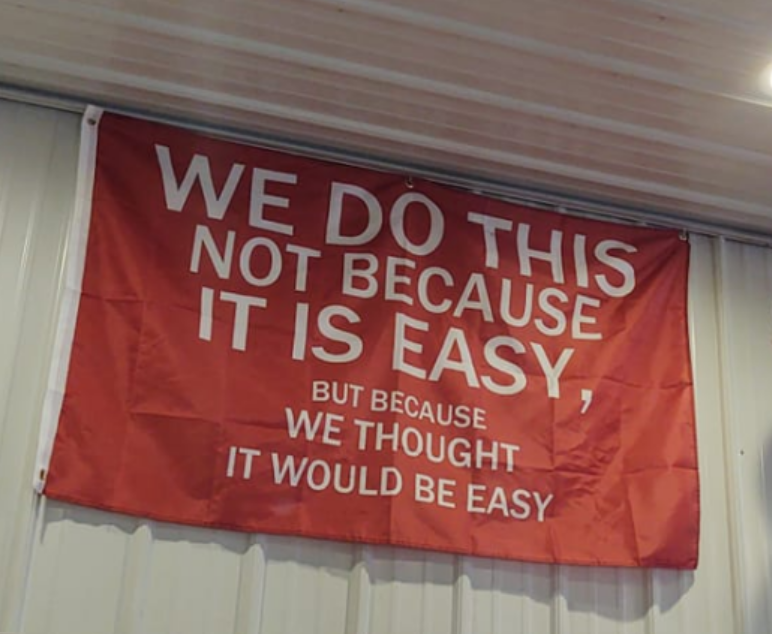 WE DO THIS
NOT BECAUSE
IT IS EASY,
BUT BECAUSE
WE THOUGHT
IT WOULD BE EASY